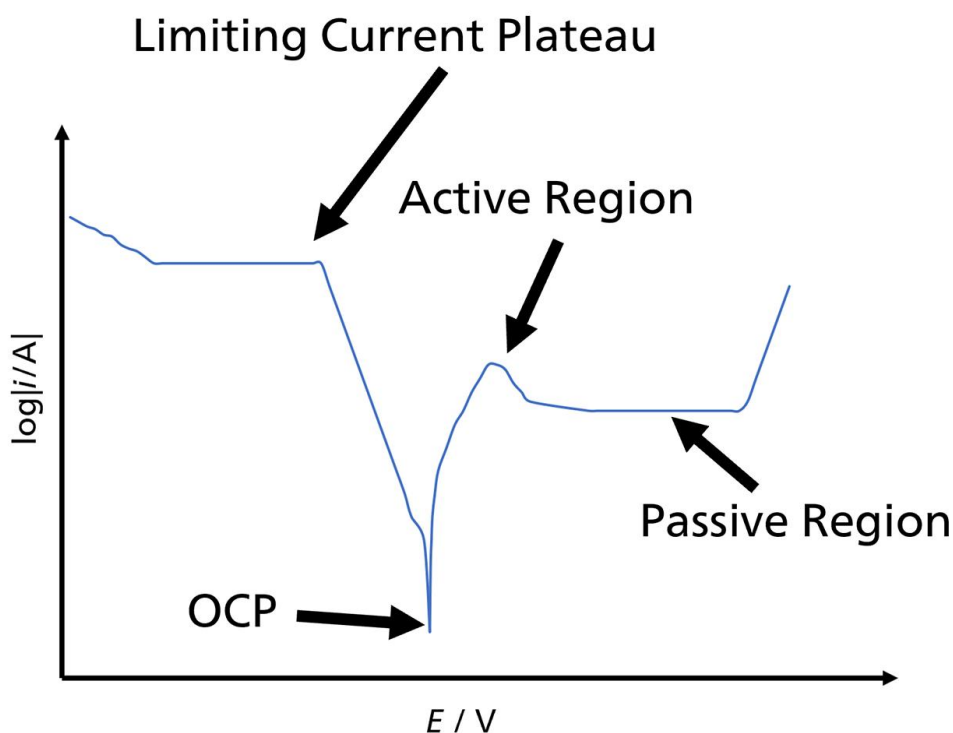 Limiting Current Plateau
Active Region
log|i/A|
Passive Region
OCP
E / V